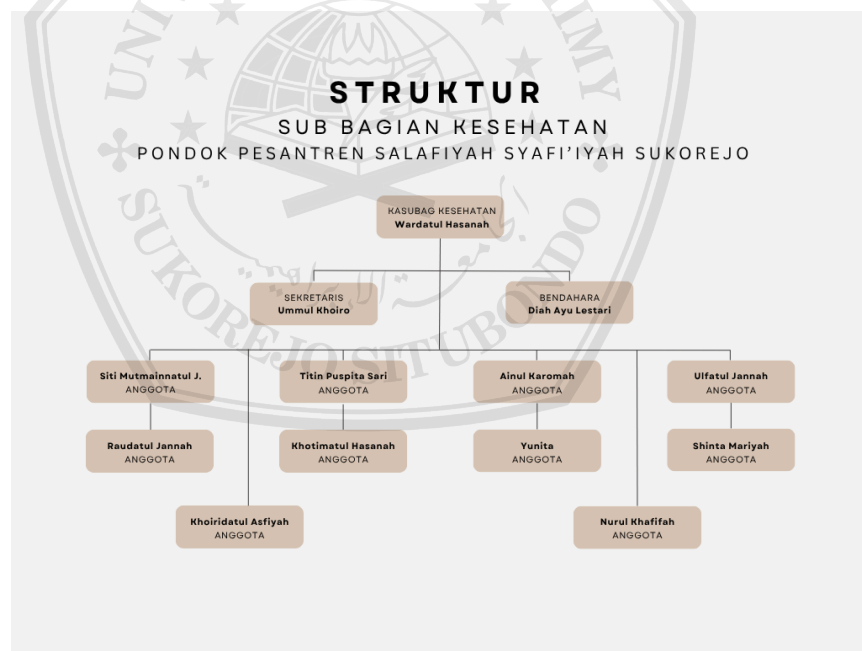 STRUKTUR
SUB BAGIAN KESEHATAN
PONDOK PESANTREN SALAFIYAH SYAFI'IYAH SUKOREJO
KASUBAG KESEHATAN
Wardatul Hasanah
SEKRETARIS
Ummul Khoiro
BENDAHARA
Diah Ayu Lestari
Siti Mutmainnatul J.
ANGGOTA
Titin Puspita Sari
ANGGOTA
Ainul Karomah
ANGGOTA
Ulfatul Jannah
ANGGOTA
Raudatul Jannah
ANGGOTA
Khotimatul Hasanah
ANGGOTA
Yunita
ANGGOTA
Shinta Mariyah
ANGGOTA
Khoiridatul Asfiyah
ANGGOTA
Nurul Khafifah
ANGGOTA
SUKOREJO SITUBONDO